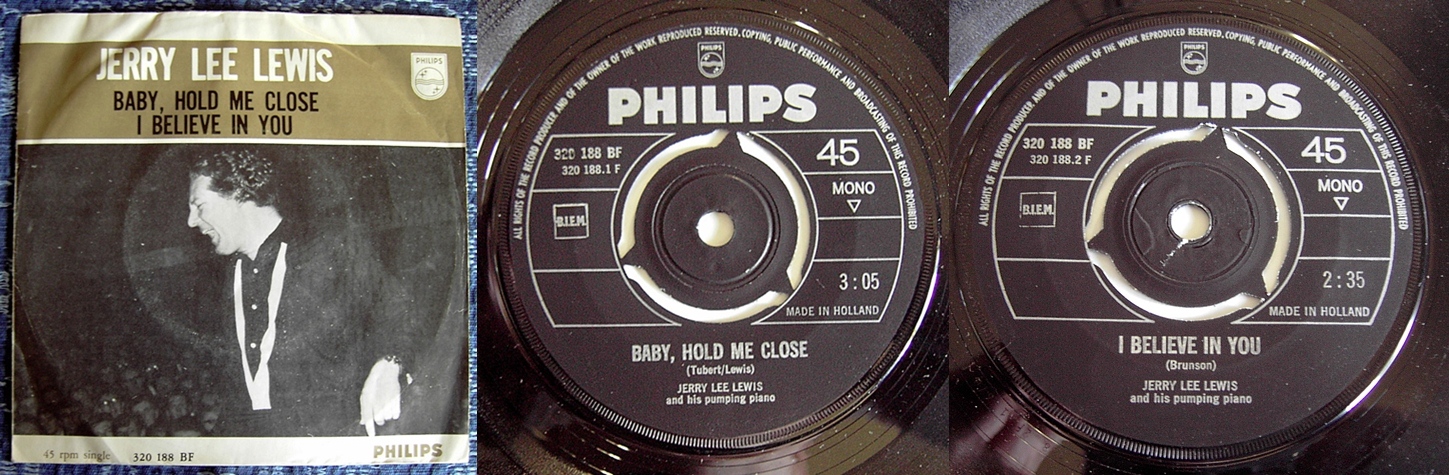 JERRY LEE LEWIS
BABY, HOLD ME CLOSE
I BELIEVE IN YOU
PHILIPS
45 rpm single 320 188 BF
PHILIPS
ALL RIGHTS OF THE RECORD PRODUCER AND OF THE OWNER OF THE WORK REPRODUCED RESERVED. COPYING, PUBLIC PERFORMANCE AND BROADCASTING OF THIS RECORD PROHIBITED
PHILIPS
PHILIPS
320 188 BF
320 188.1 F
45
MONO
B.I.E.M.
3:05
MADE IN HOLLAND
BABY, HOLD ME CLOSE
(Tubert/Lewis)
JERRY LEE LEWIS
and his pumping piano
ALL RIGHTS OF THE RECORD PRODUCER AND OF THE OWNER OF THE WORK REPRODUCED RESERVED. COPYING, PUBLIC PERFORMANCE AND BROADCASTING OF THIS RECORD PROHIBITED
PHILIPS
PHILIPS
320 188 BF
320 188.2 F
45
MONO
B.I.E.M.
2:35
MADE IN HOLLAND
I BELIEVE IN YOU
(Brunson)
JERRY LEE LEWIS
and his pumping piano